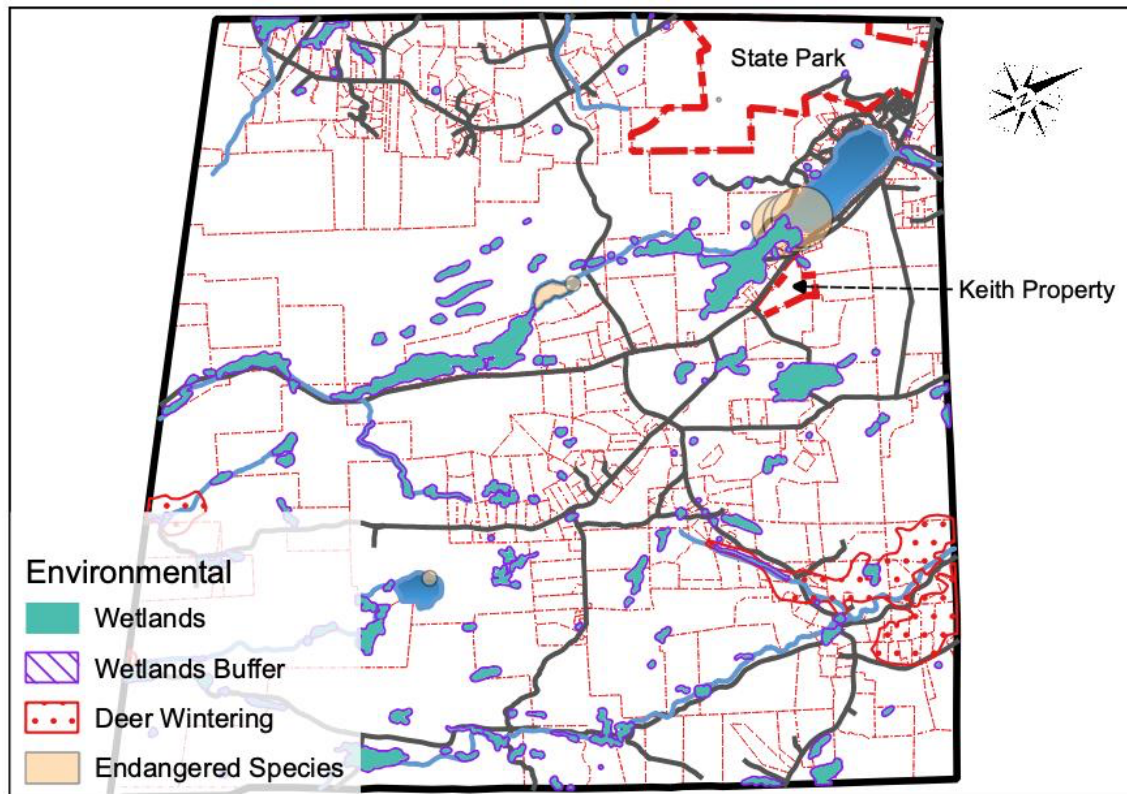 State Park
N
Keith Property
Environmental
Wetlands
Wetlands Buffer
Deer Wintering
Endangered Species